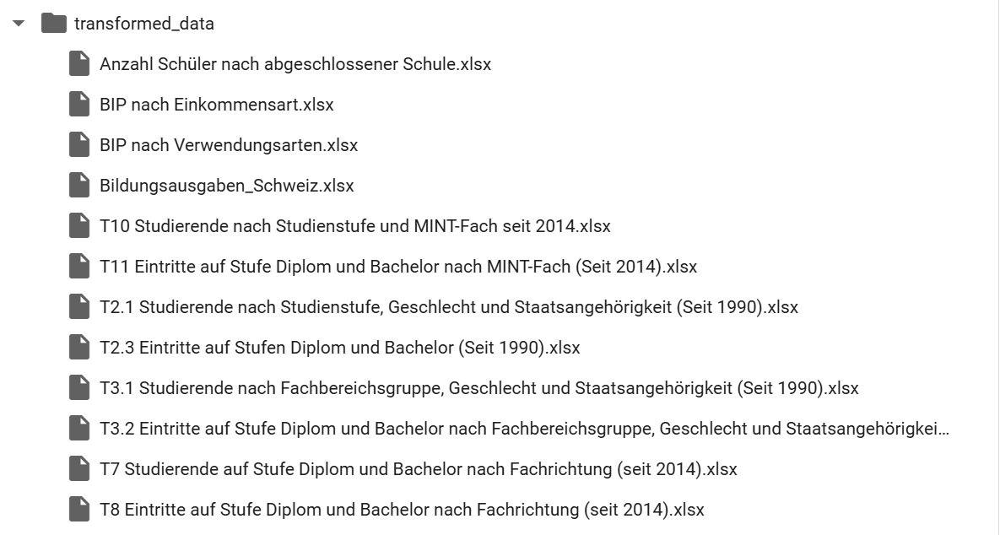 transformed_data
Anzahl Schüler nach abgeschlossener Schule.xlsx
BIP nach Einkommensart.xlsx
BIP nach Verwendungsarten.xlsx
Bildungsausgaben_Schweiz.xlsx
T10 Studierende nach Studienstufe und MINT-Fach seit 2014.xlsx
T11 Eintritte auf Stufe Diplom und Bachelor nach MINT-Fach (Seit 2014).xlsx
T2.1 Studierende nach Studienstufe, Geschlecht und Staatsangehörigkeit (Seit 1990).xlsx
T2.3 Eintritte auf Stufen Diplom und Bachelor (Seit 1990).xlsx
T3.1 Studierende nach Fachbereichsgruppe, Geschlecht und Staatsangehörigkeit (Seit 1990).xlsx
T3.2 Eintritte auf Stufe Diplom und Bachelor nach Fachbereichsgruppe, Geschlecht und Staatsangehörigkei...
T7 Studierende auf Stufe Diplom und Bachelor nach Fachrichtung (seit 2014).xlsx
T8 Eintritte auf Stufe Diplom und Bachelor nach Fachrichtung (seit 2014).xlsx